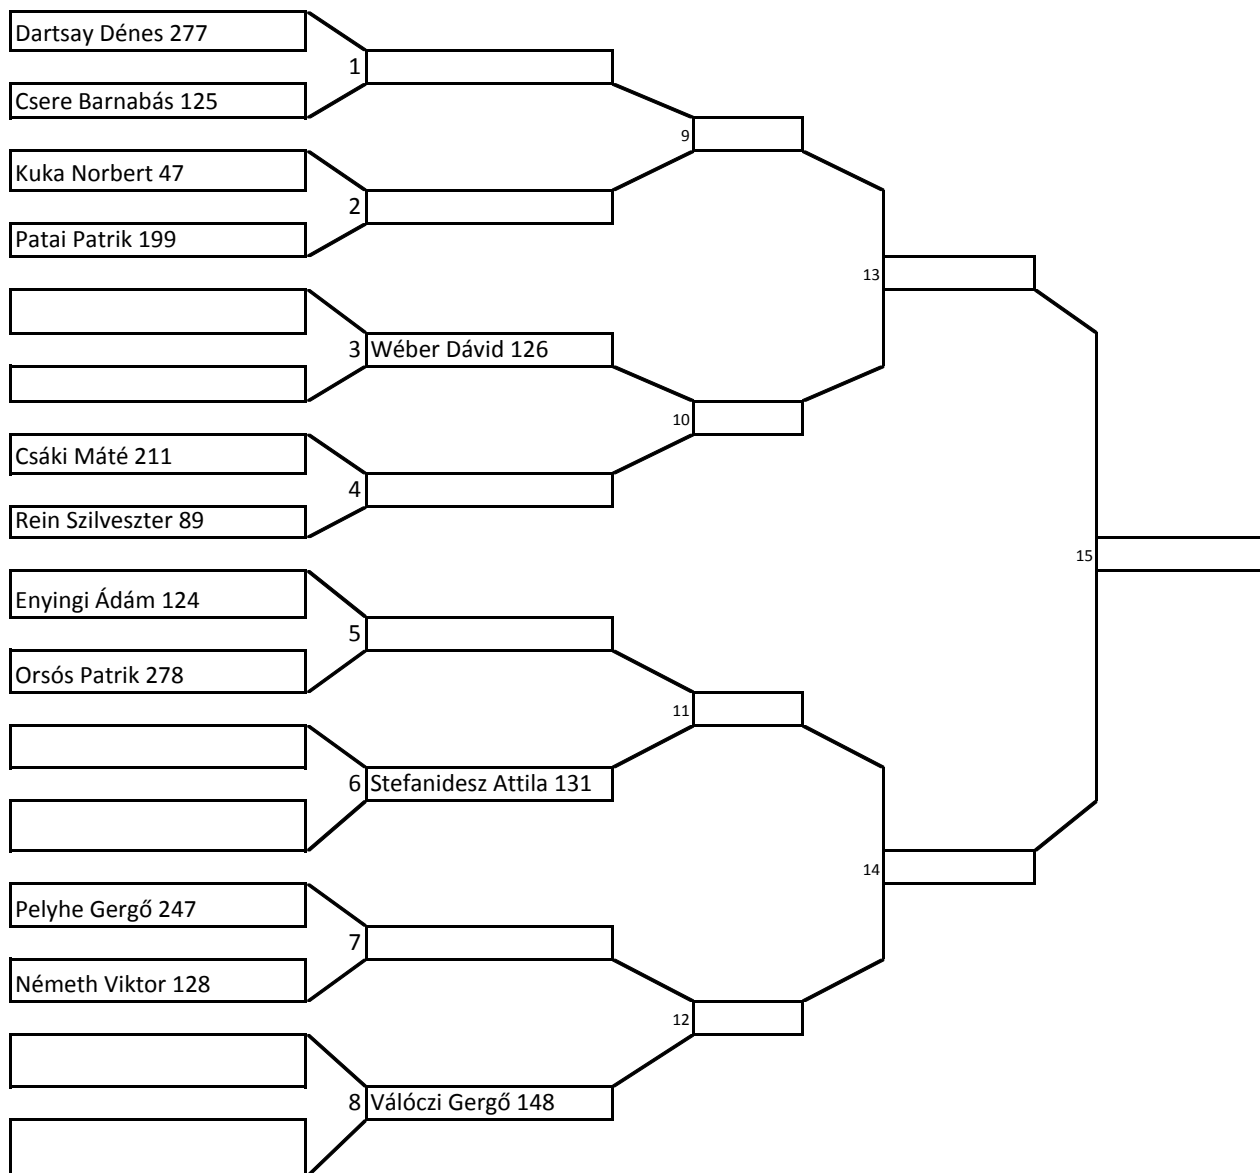 Dartsay Dénes 277
1
Csere Barnabás 125
9
Kuka Norbert 47
2
Patai Patrik 199
13
3 Wéber Dávid 126
10
Csáki Máté 211
4
Rein Szilveszter 89
15
Enyingi Ádám 124
5
Orsós Patrik 278
11
6 Stefanidesz Attila 131
14
Pelyhe Gergő 247
7
Németh Viktor 128
12
8 Válóczi Gergő 148